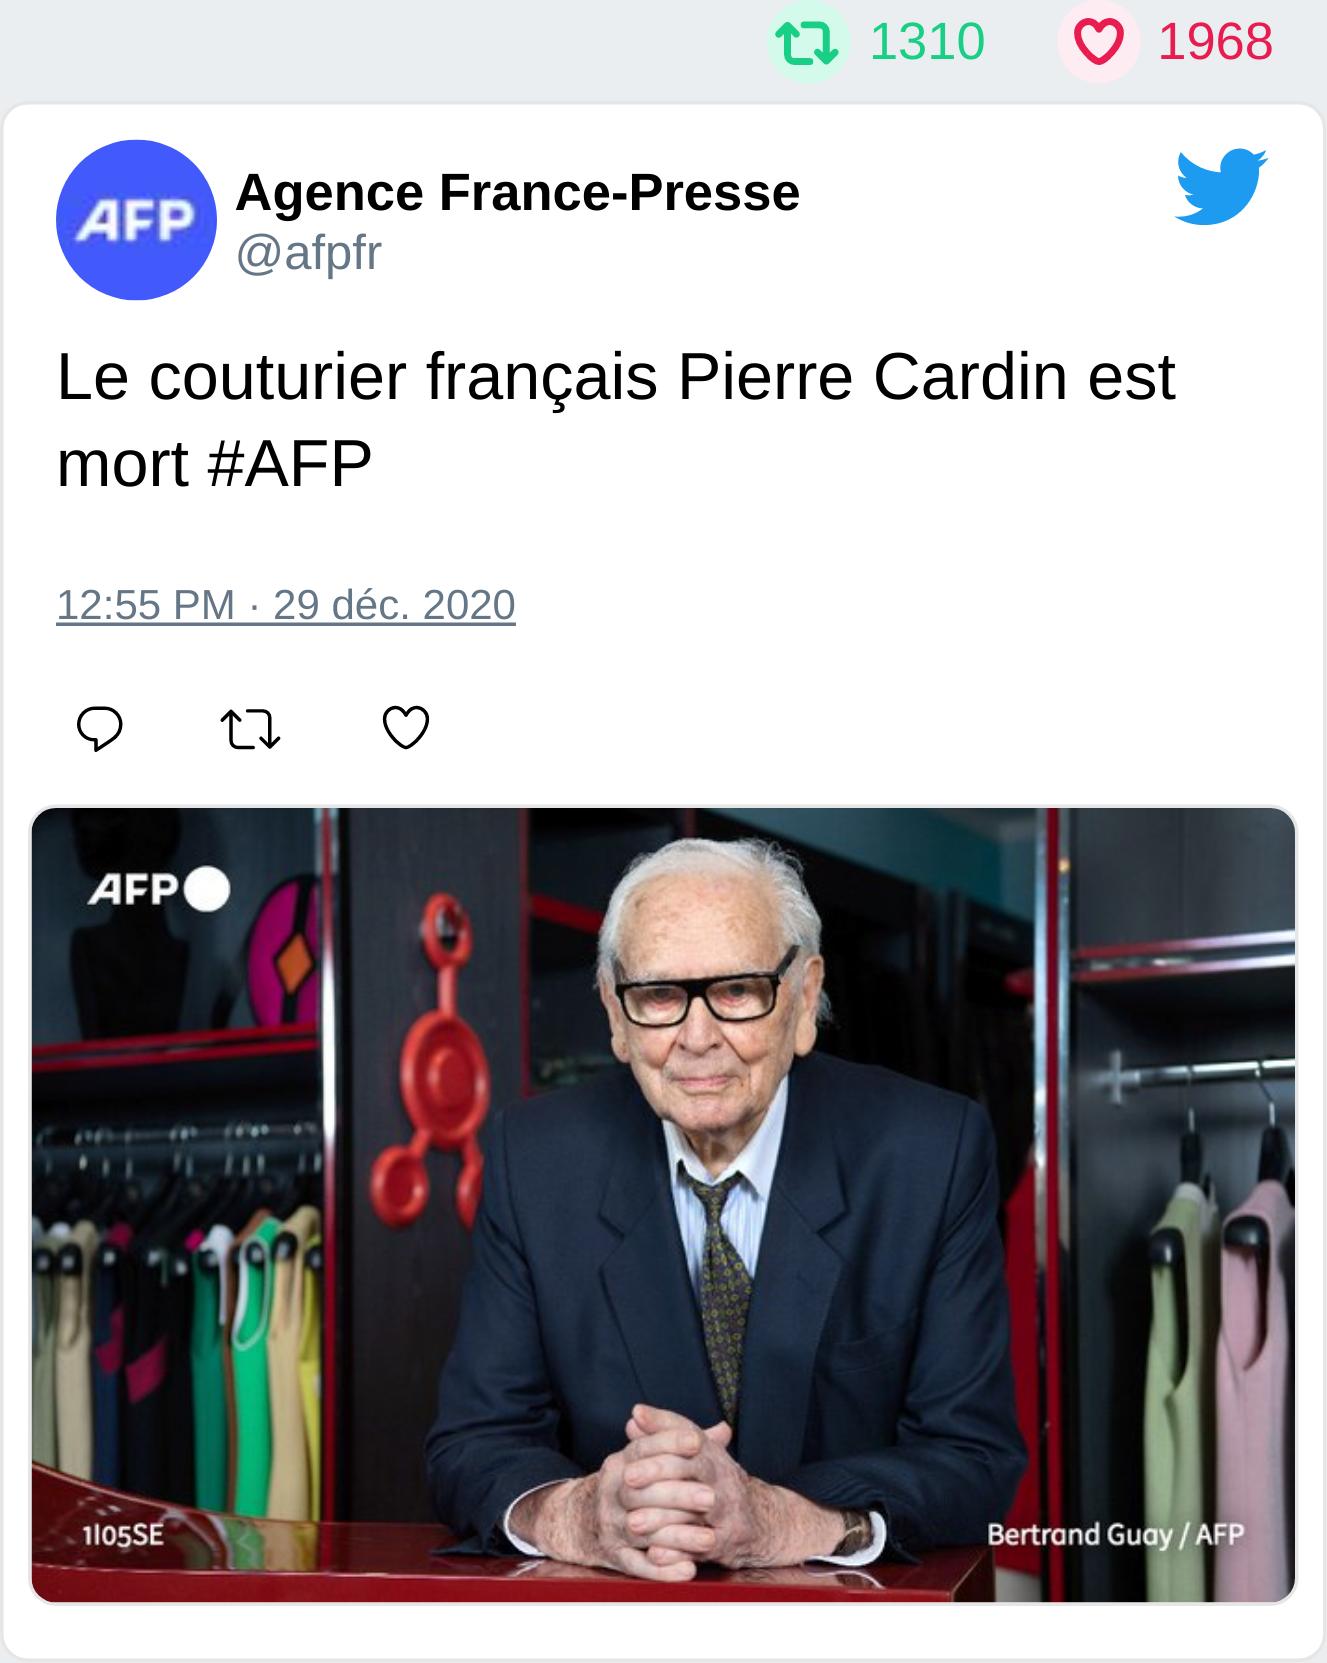 1310 1968
AFP
Agence France-Presse
@afpfr
Le couturier français Pierre Cardin est
mort #AFP
12:55 PM · 29 déc. 2020
AFP
1I05SE
Bertrand Guay / AFP